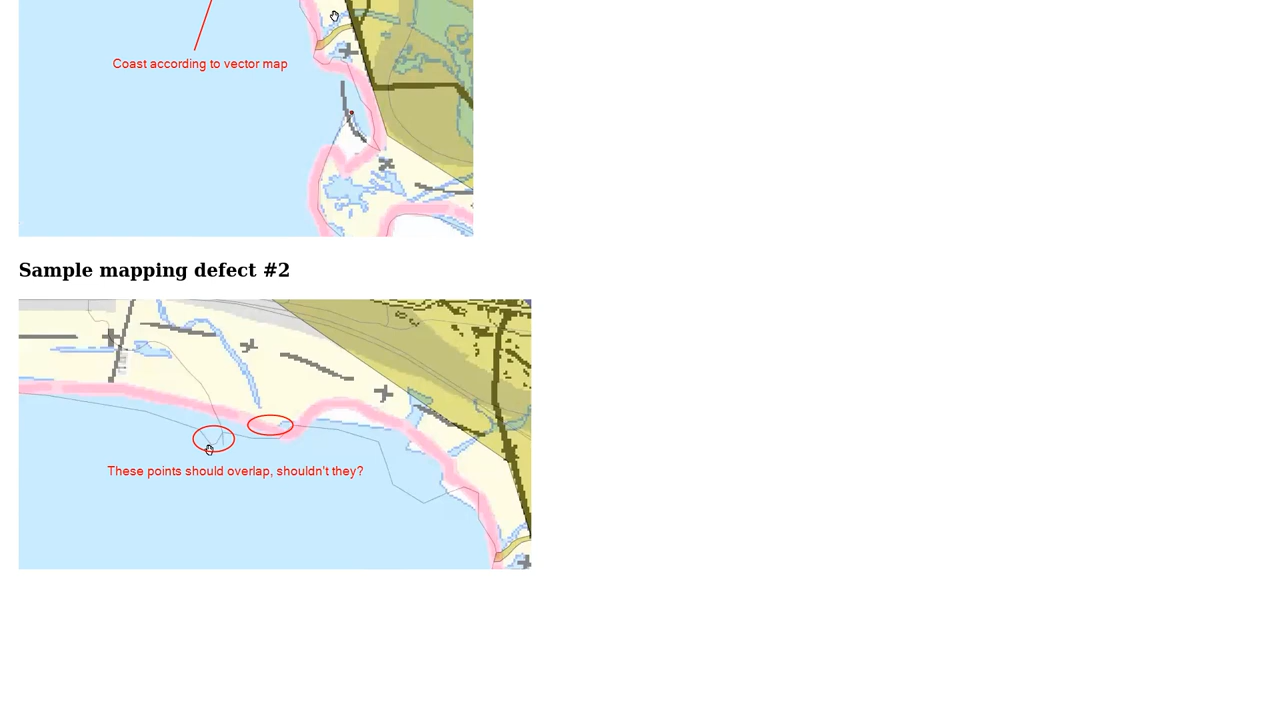 Coast according to vector map
Sample mapping defect #2
These points should overlap, shouldn't they?